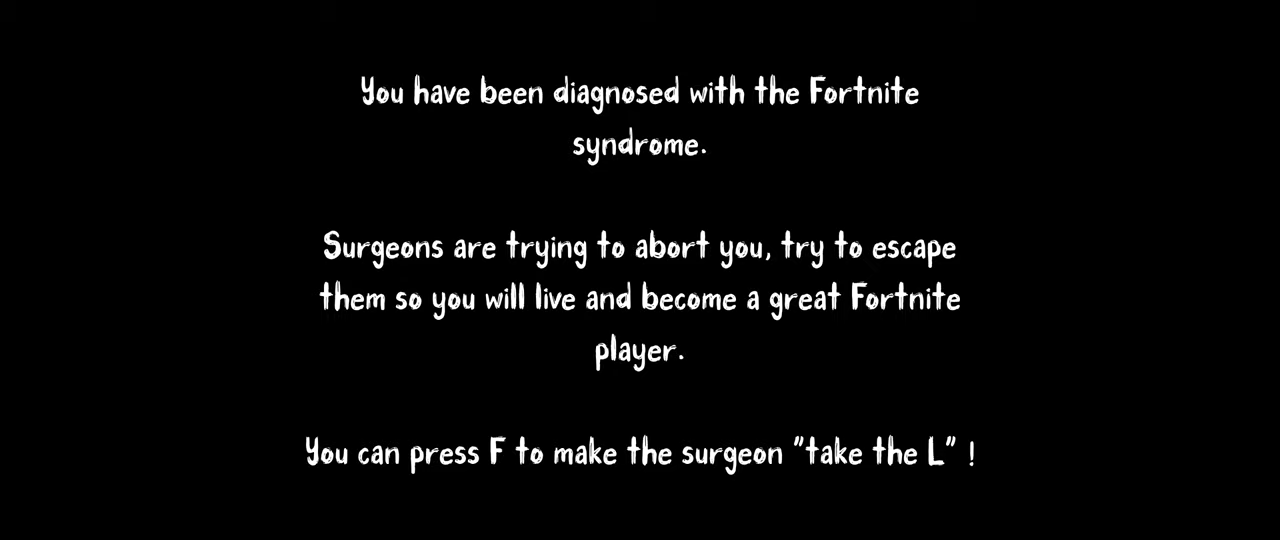 You have been diagnosed with the Fortnite
syndrome.
Surgeons are trying to abort you, try to escape
them so you will live and become a great Fortnite
player.
You can press F to make the surgeon "take the L" !